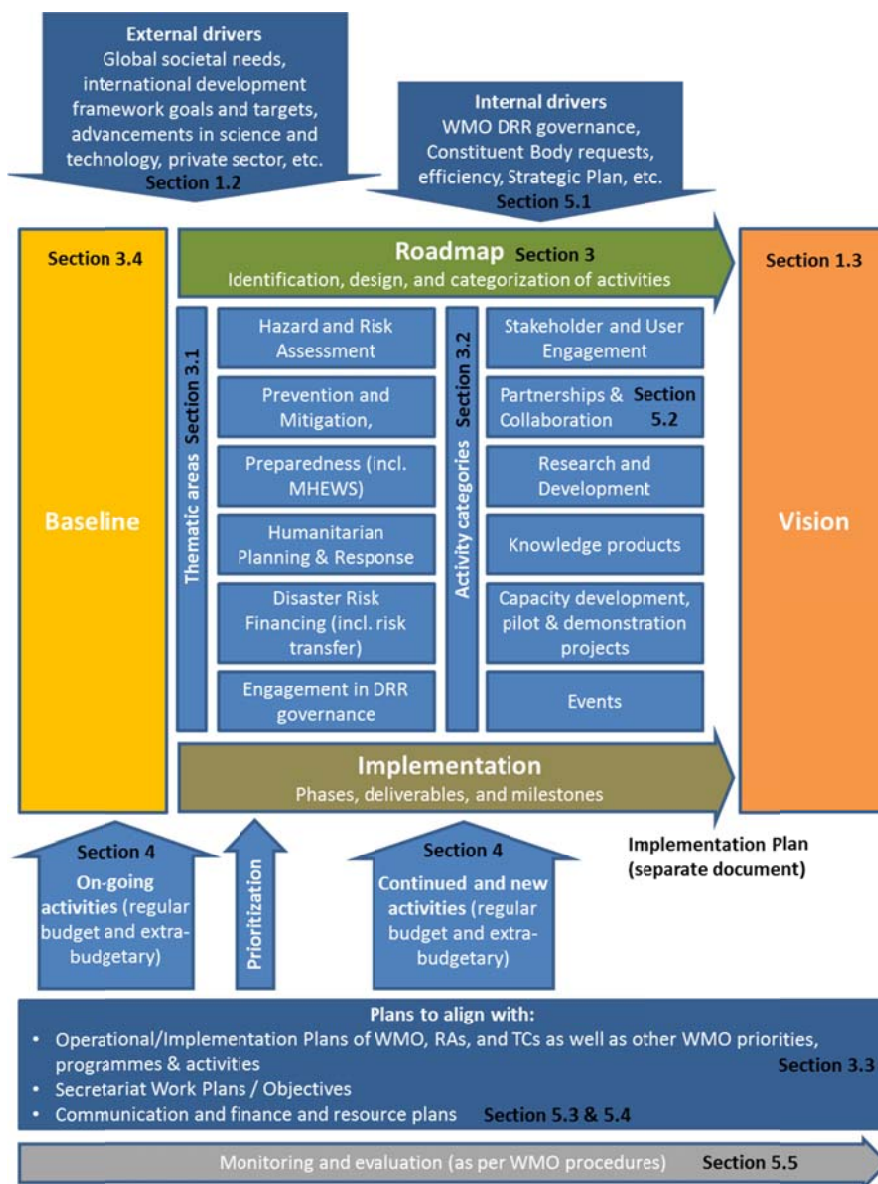 External drivers
Global societal needs,
international development
framework goals and targets,
advancements in science and
technology, private sector, etc.
Section 1.2
Internal drivers
WMO DRR governance,
Constituent Body requests,
efficiency, Strategic Plan, etc.
Section 5.1
Section 3.4
Baseline
Roadmap Section 3
Identification, design, and categorization of activities
Section 1.3
Vision
Thematic areas Section 3.1
Hazard and Risk
Assessment
Prevention and
Mitigation,
Preparedness (incl.
MHEWS)
Humanitarian
Planning & Response
Disaster Risk
Financing (incl. risk
transfer)
Engagement in DRR
governance
Activity categories Section 3.2
Stakeholder and User
Engagement
Partnerships & Section
Collaboration 5.2
Research and
Development
Knowledge products
Capacity development,
pilot & demonstration
projects
Events
Implementation
Phases, deliverables, and milestones
Implementation Plan
(separate document)
Section 4
On-going
activities (regular
budget and extra-
budgetary)
Prioritization
Section 4
Continued and new
activities (regular
budget and extra-
budgetary)
Plans to align with:
• Operational/Implementation Plans of WMO, RAs, and TCs as well as other WMO priorities,
programmes & activities
Section 3.3
• Secretariat Work Plans / Objectives
• Communication and finance and resource plans Section 5.3 & 5.4
Monitoring and evaluation (as per WMO procedures) Section 5.5